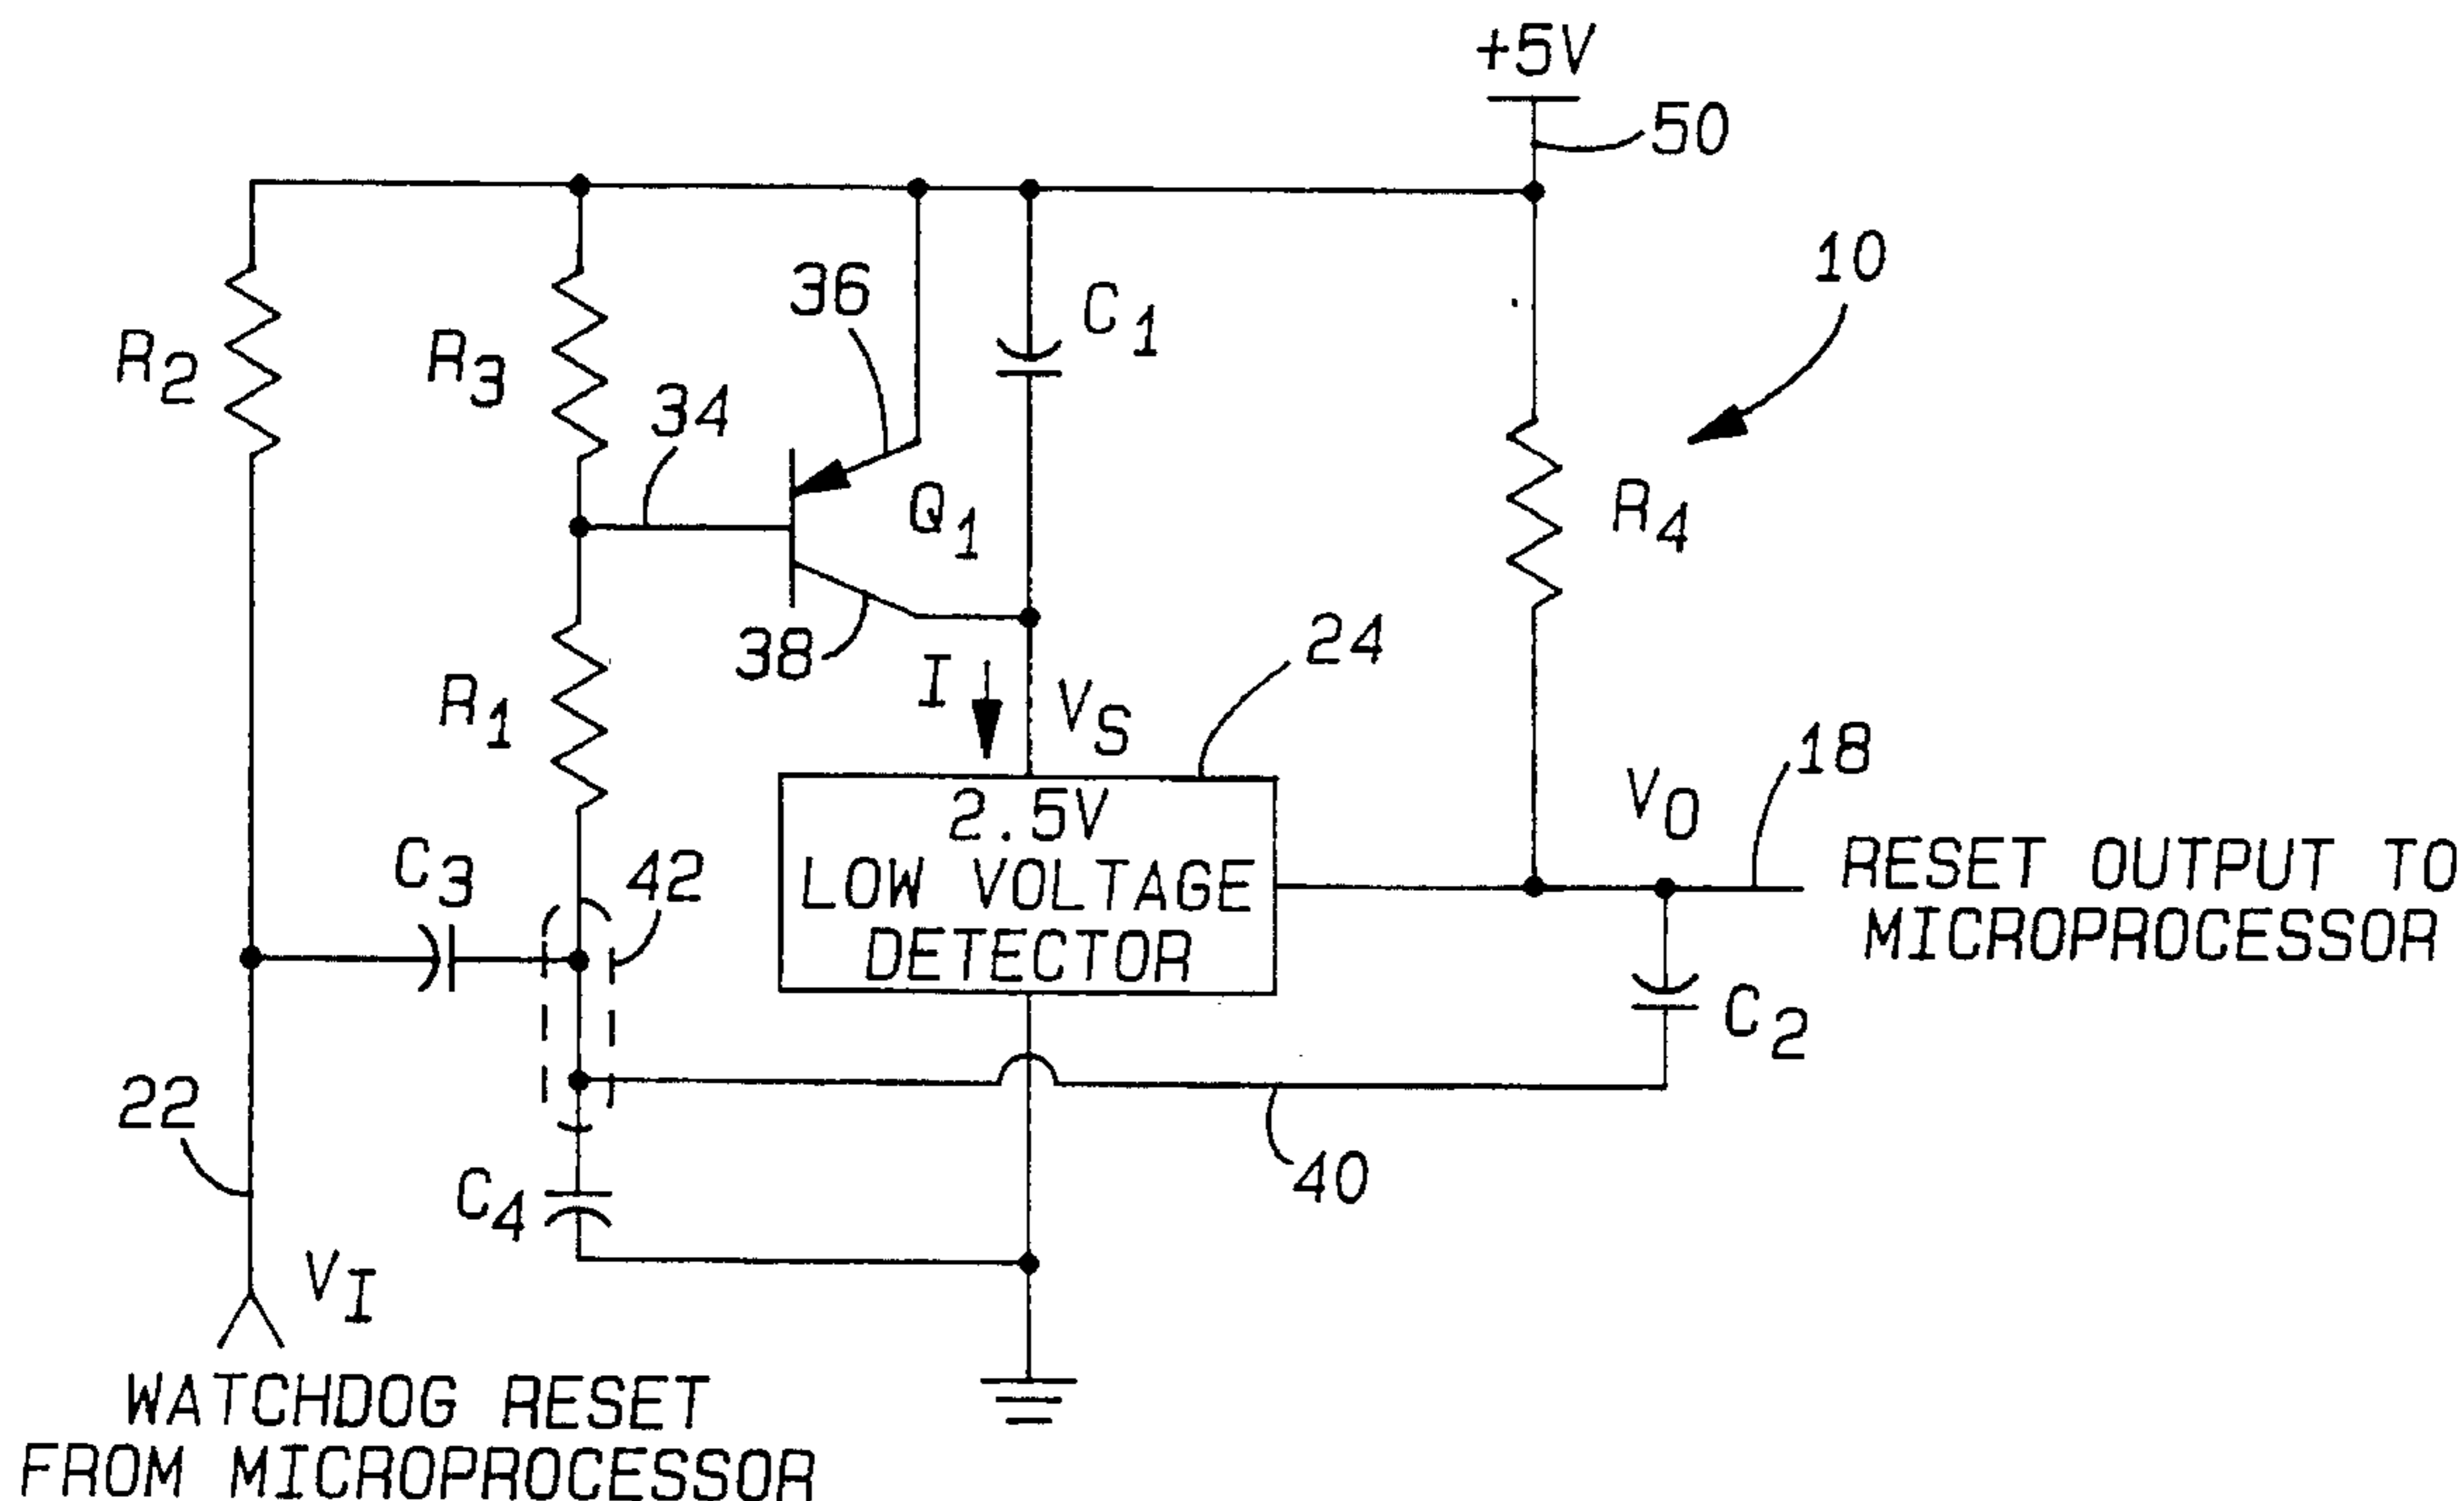 +5V
50
10
36
C1
R2
R3
34
Q1
R4
38
24
I
VS
R1
18
2.5V
VO
C3
42
LOW VOLTAGE
DETECTOR
RESET OUTPUT TO
MICROPROCESSOR
C2
22
40
C4
VI
WATCHDOG RESET
FROM MICROPROCESSOR